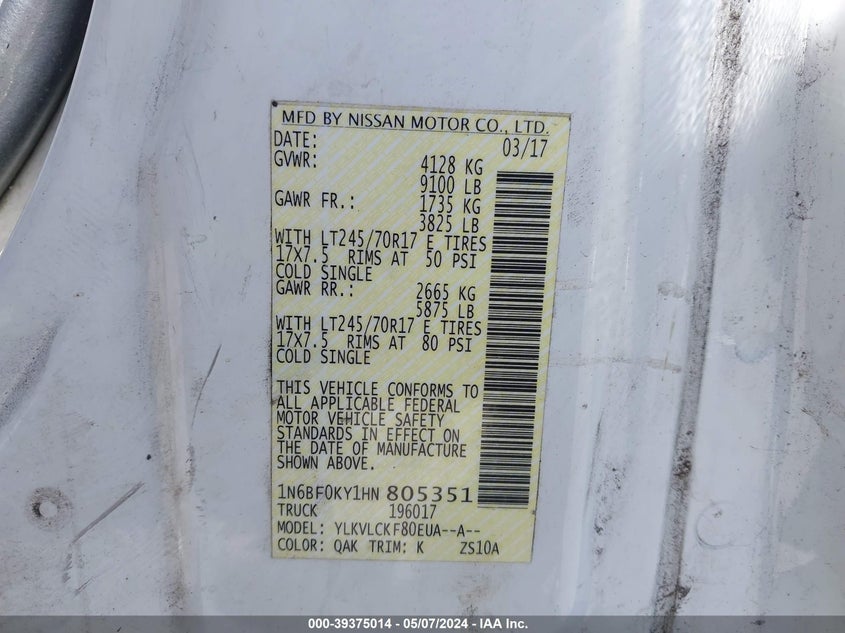 MFD BY NISSAN MOTOR CO., LTD.
DATE: 03/17
GVWR: 4128 KG
9100 LB
GAWR FR.: 1735 KG
3825 LB
WITH LT245/70R17 E TIRES
17X7.5 RIMS AT 50 PSI
COLD SINGLE
GAWR RR.: 2665 KG
5875 LB
WITH LT245/70R17 E TIRES
17X7.5 RIMS AT 80 PSI
COLD SINGLE
THIS VEHICLE CONFORMS TO
ALL APPLICABLE FEDERAL
MOTOR VEHICLE SAFETY
STANDARDS IN EFFECT ON
THE DATE OF MANUFACTURE
SHOWN ABOVE.
1N6BF0KY1HN 805351
TRUCK 196017
MODEL: YLKVLCKF80EUA--A--
COLOR: QAK TRIM: K ZS10A
000-39375014 - 05/07/2024 - IAA Inc.